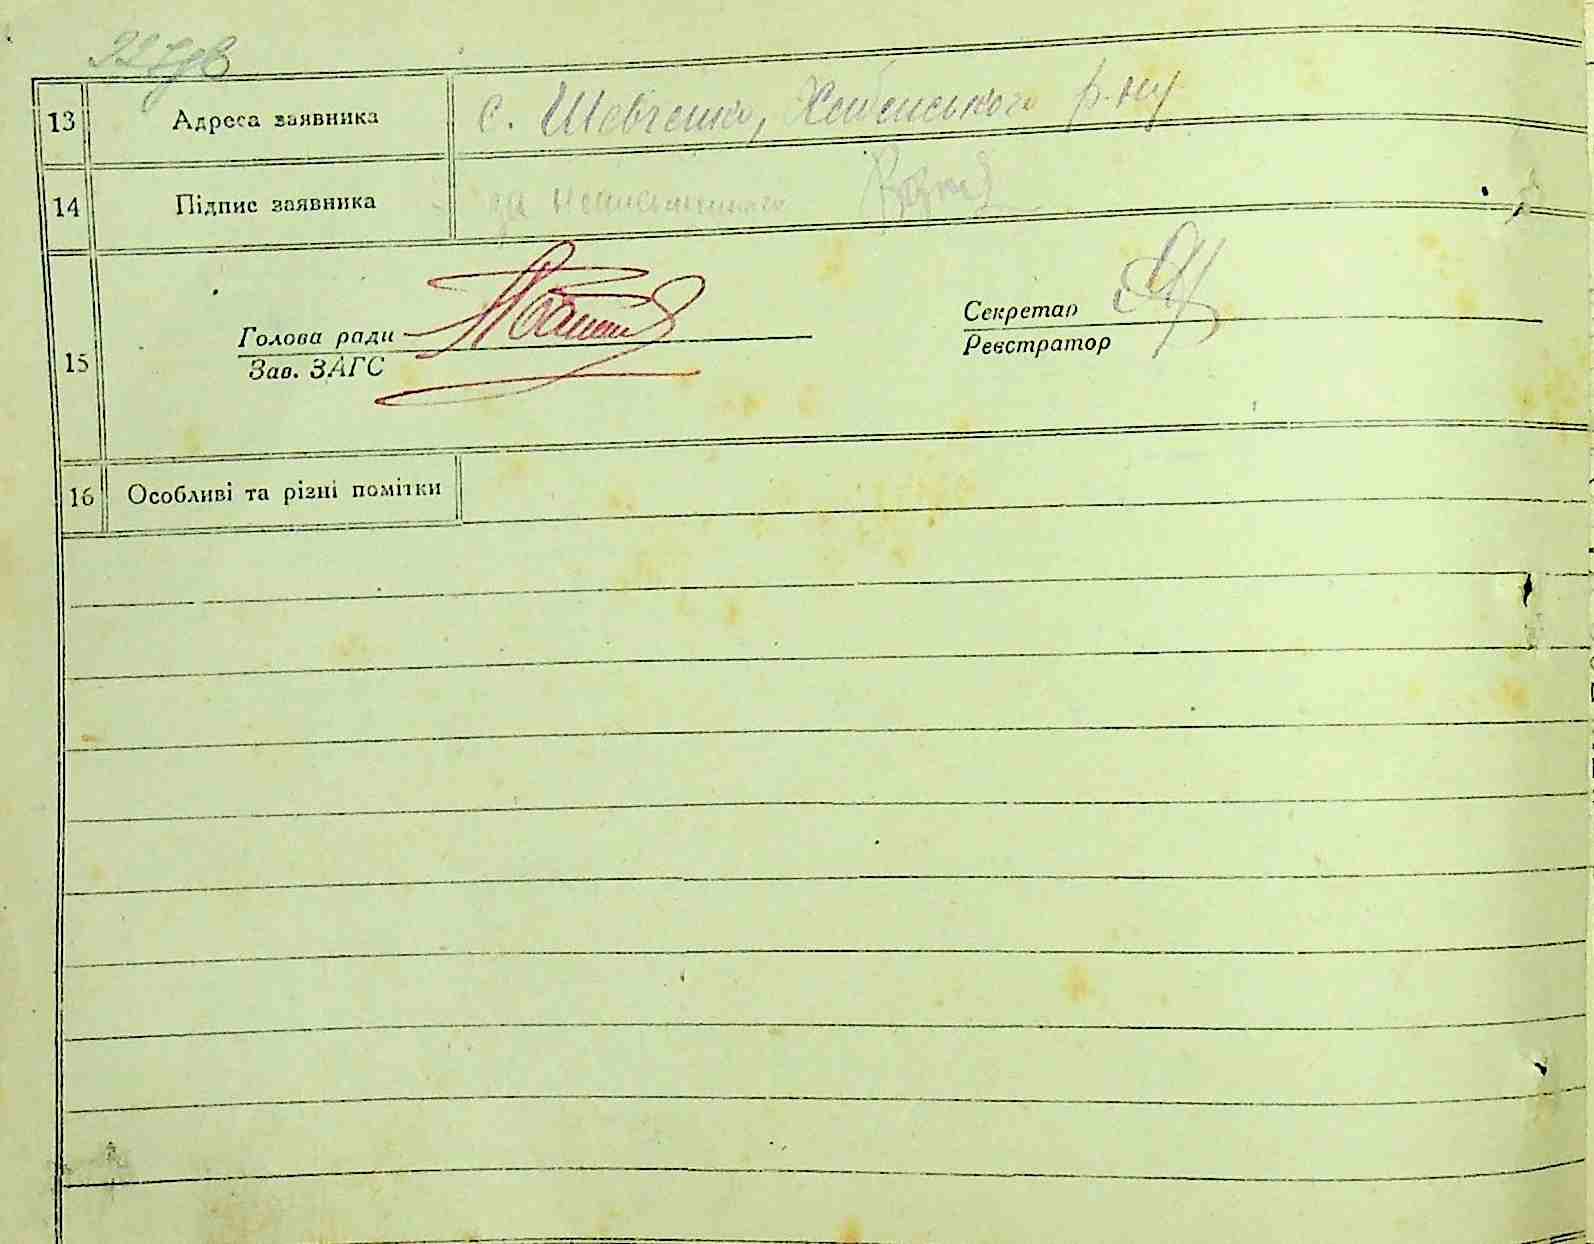 13 Адреса заявника с. Шевченко, Хабенського р-ну
14 Підпис заявника за неписьменного
15 Голова ради Секретар
Зав. ЗАГС Реєстратор
16 Особливі та різні помітки